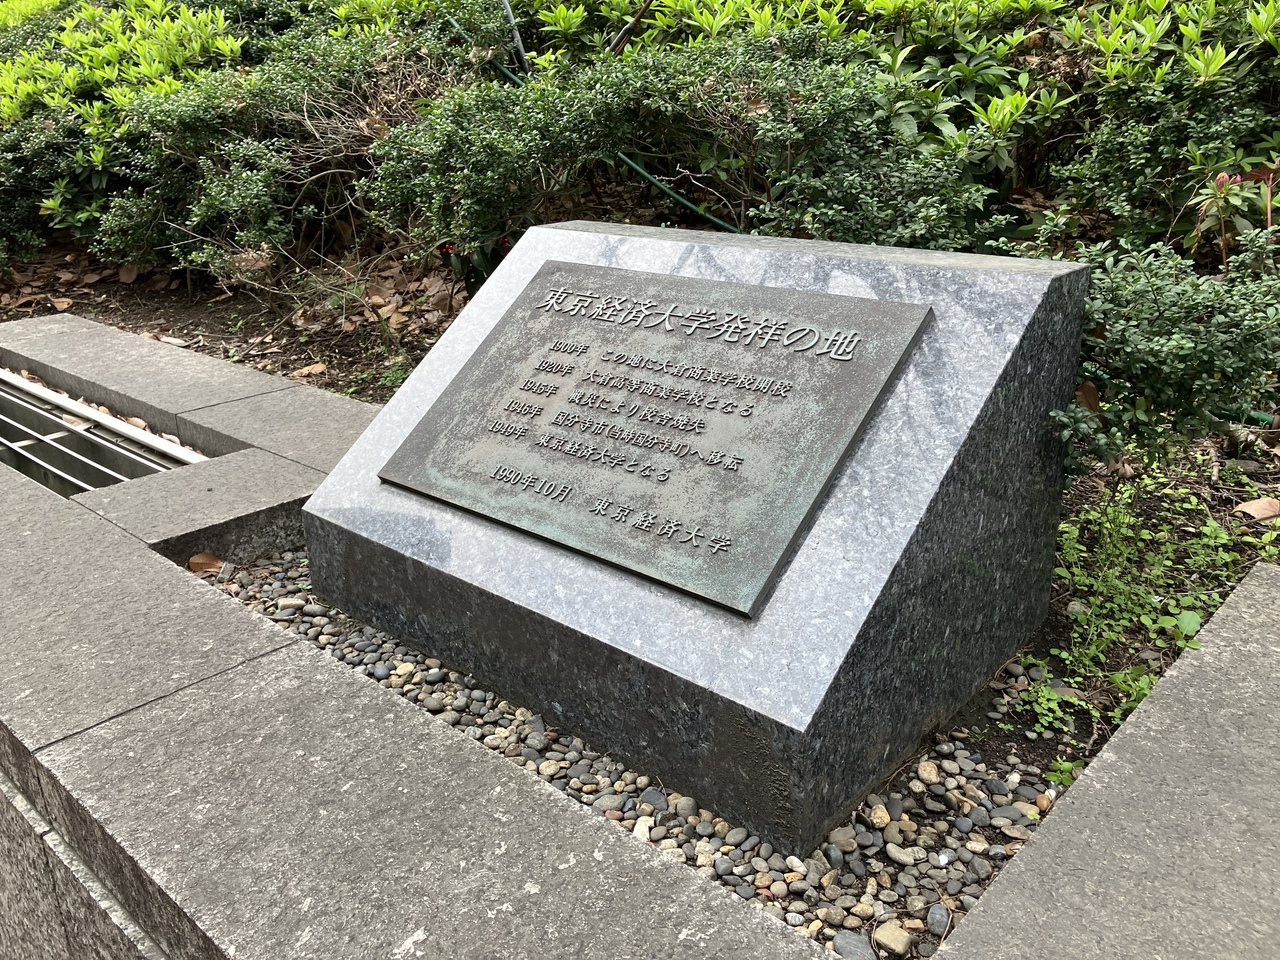 東京経済大学発祥の地
1900年 この地に大倉商業学校開校
1920年 大倉高等商業学校となる
1945年 戦災により校舎焼失
1946年 国分寺市(当時国分寺町)へ移転
1949年 東京経済大学となる
1990年10月 東京経済大学